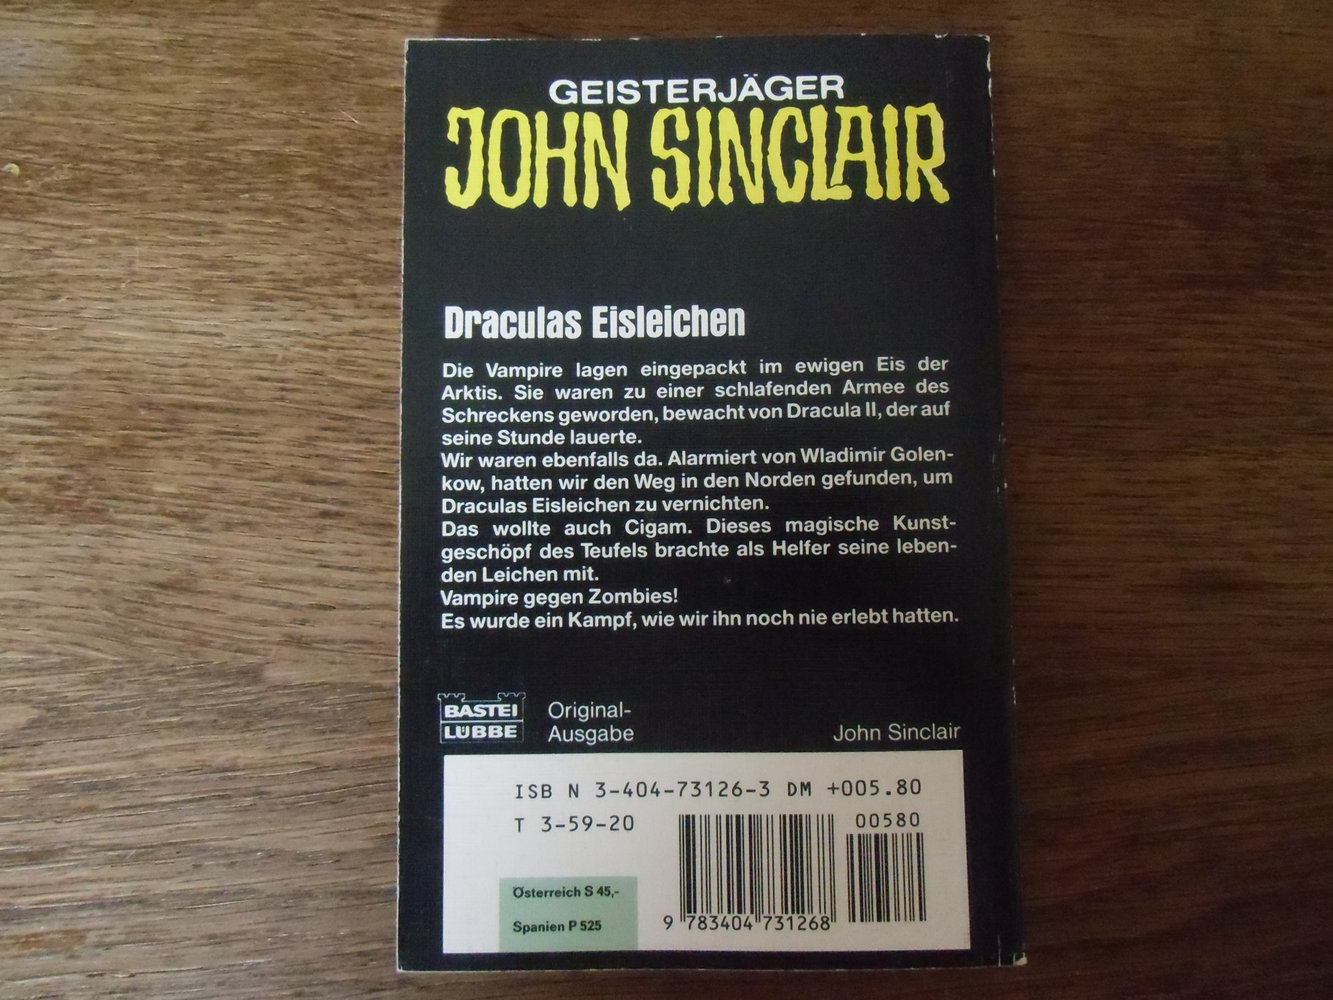 GEISTERJÄGER
JOHN SINCLAIR
Draculas Eisleichen
Die Vampire lagen eingepackt im ewigen Eis der
Arktis. Sie waren zu einer schlafenden Armee des
Schreckens geworden, bewacht von Dracula II, der auf
seine Stunde lauerte.
Wir waren ebenfalls da. Alarmiert von Wladimir Golen-
kow, hatten wir den Weg in den Norden gefunden, um
Draculas Eisleichen zu vernichten.
Das wollte auch Cigam. Dieses magische Kunst-
geschöpf des Teufels brachte als Helfer seine leben-
den Leichen mit.
Vampire gegen Zombies!
Es wurde ein Kampf, wie wir ihn noch nie erlebt hatten.
BASTEI
LÜBBE
Original-
Ausgabe
John Sinclair
ISB N 3-404-73126-3 DM +005.80
T 3-59-20
00580
Österreich S 45,-
Spanien P 525
9 783404 731268